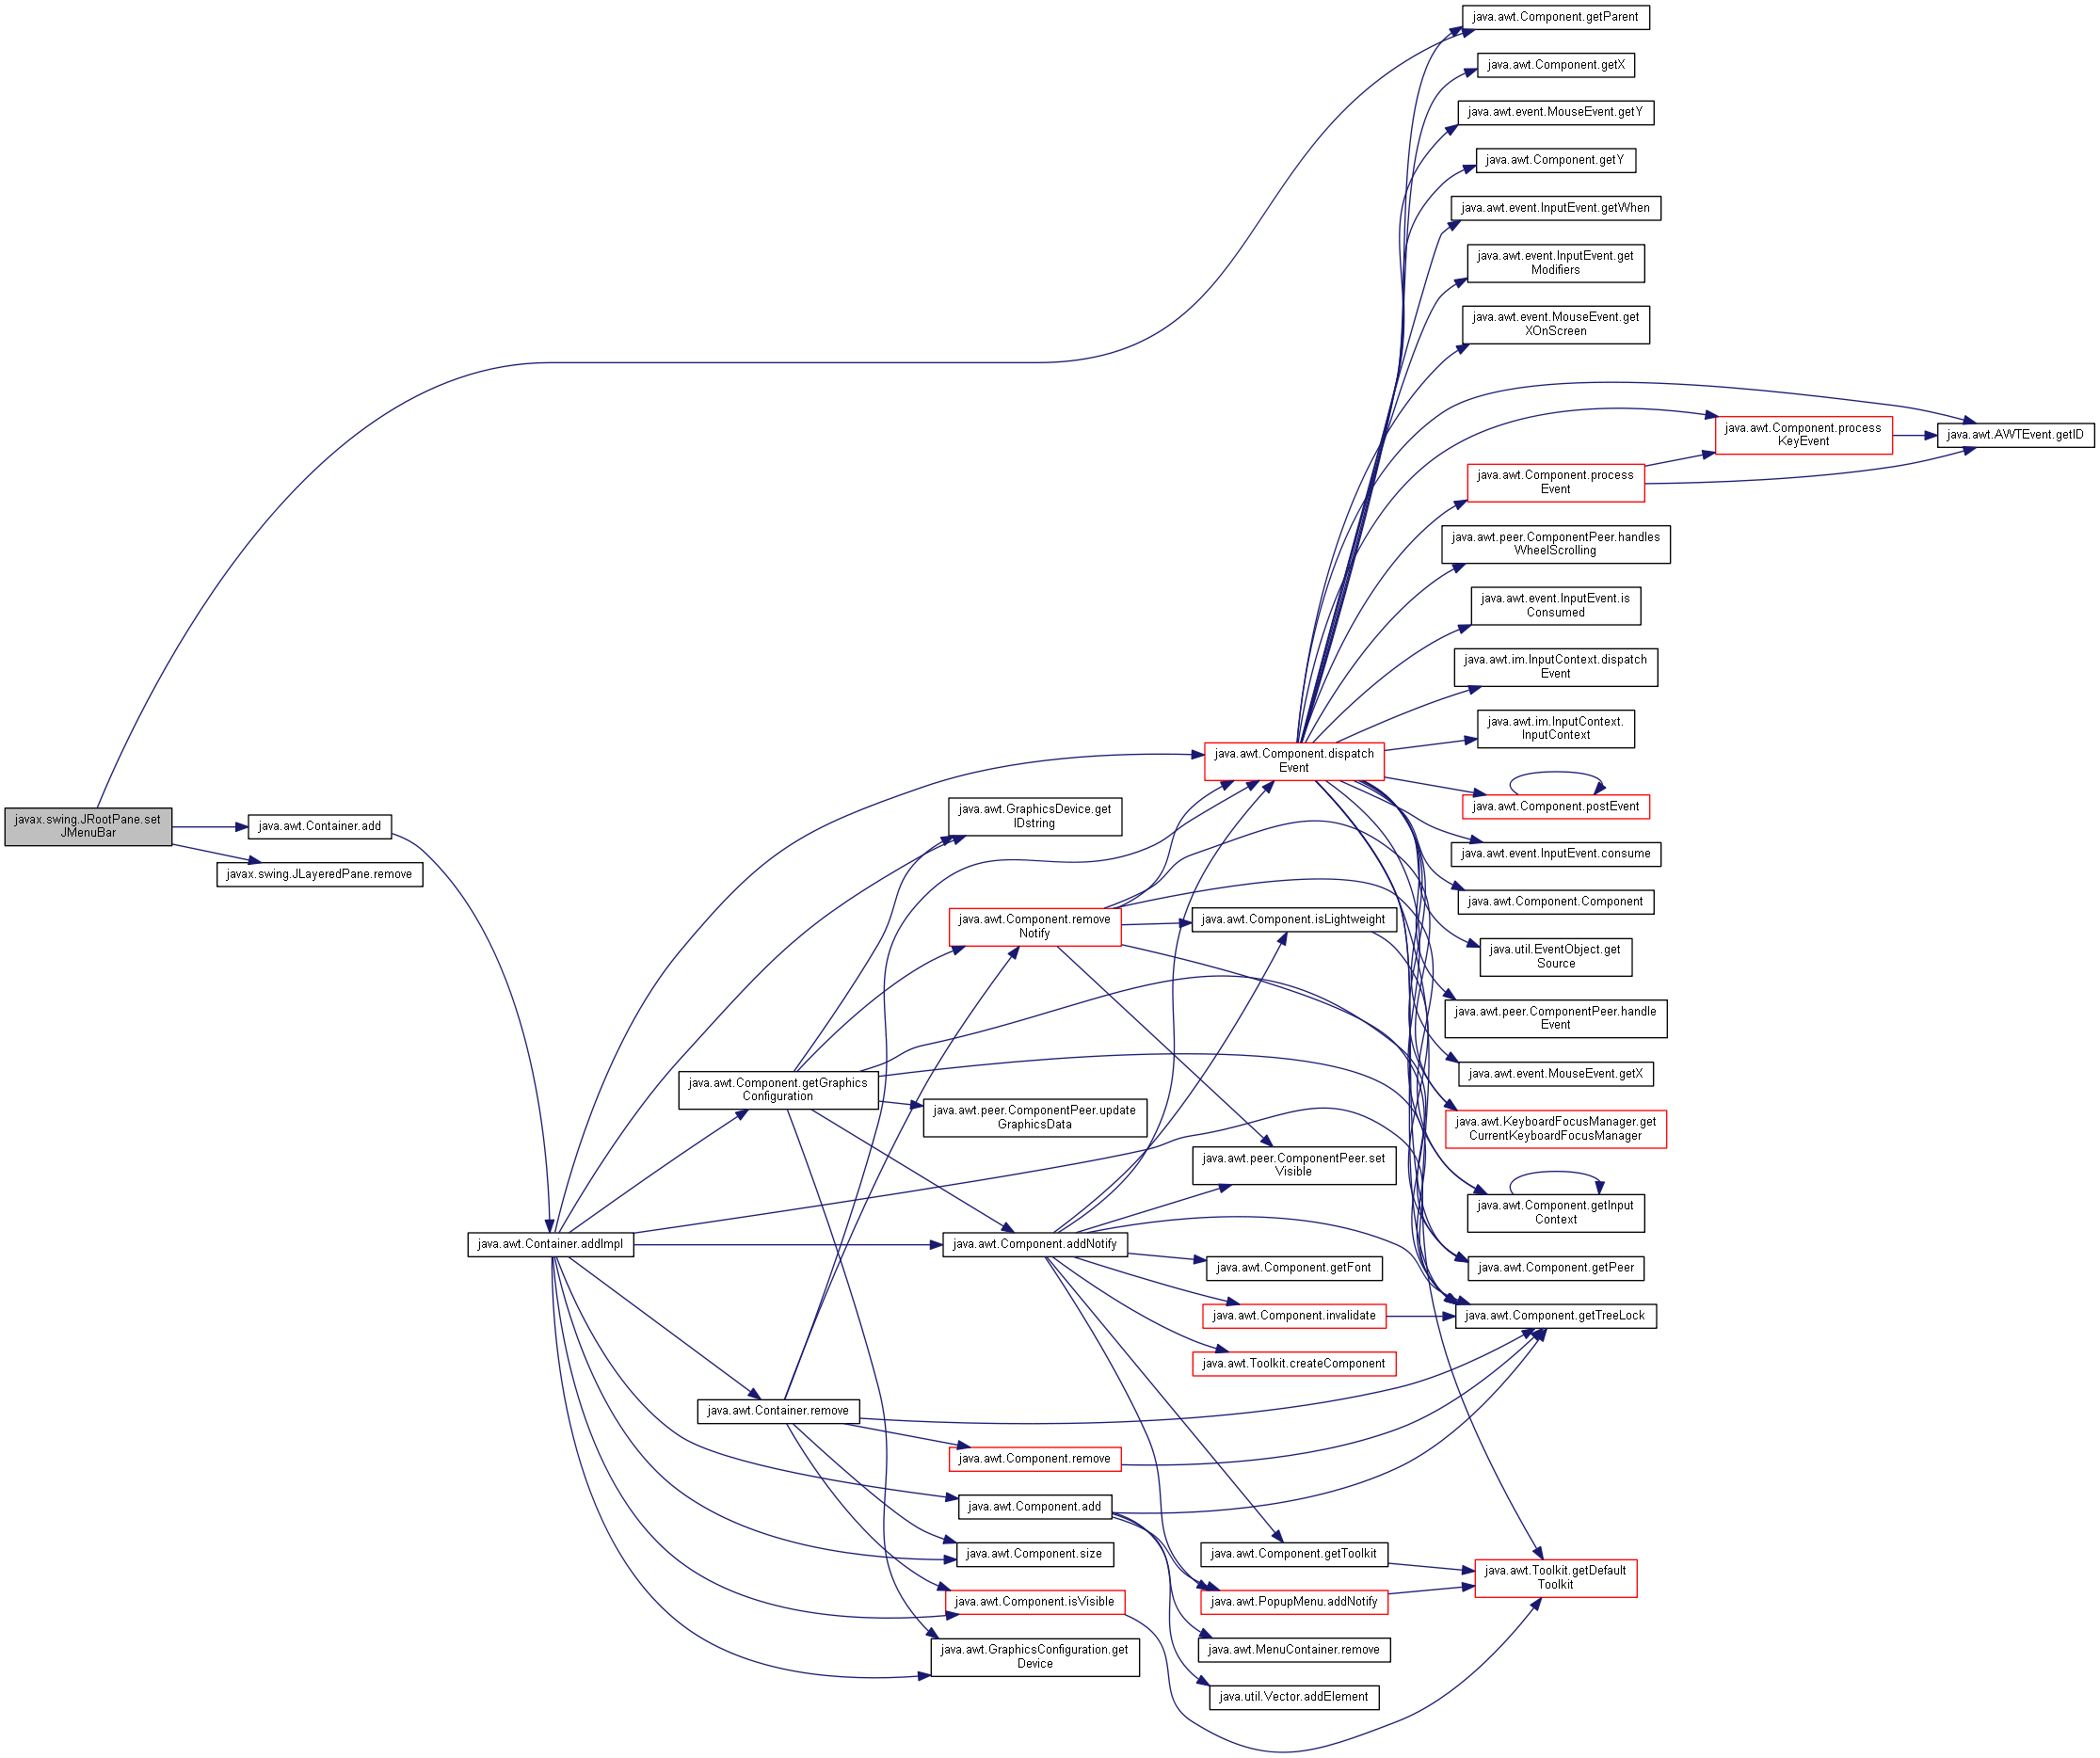 javax.swing.JRootPane.set
JMenuBar
java.awt.Container.add
javax.swing.JLayeredPane.remove
java.awt.Container.addImpl
java.awt.Component.getGraphics
Configuration
java.awt.Container.remove
java.awt.GraphicsDevice.get
IDstring
java.awt.Component.remove
Notify
java.awt.peer.ComponentPeer.update
GraphicsData
java.awt.Component.addNotify
java.awt.Component.remove
java.awt.Component.add
java.awt.Component.size
java.awt.Component.isVisible
java.awt.GraphicsConfiguration.get
Device
java.awt.Component.dispatch
Event
java.awt.Component.isLightweight
java.awt.peer.ComponentPeer.set
Visible
java.awt.Component.getFont
java.awt.Component.invalidate
java.awt.Toolkit.createComponent
java.awt.Component.getToolkit
java.awt.PopupMenu.addNotify
java.awt.MenuContainer.remove
java.util.Vector.addElement
java.awt.Component.getParent
java.awt.Component.getX
java.awt.event.MouseEvent.getY
java.awt.Component.getY
java.awt.event.InputEvent.getWhen
java.awt.event.InputEvent.get
Modifiers
java.awt.event.MouseEvent.get
XOnScreen
java.awt.Component.process
Event
java.awt.peer.ComponentPeer.handles
WheelScrolling
java.awt.event.InputEvent.is
Consumed
java.awt.im.InputContext.dispatch
Event
java.awt.im.InputContext.
InputContext
java.awt.Component.postEvent
java.awt.event.InputEvent.consume
java.awt.Component.Component
java.util.EventObject.get
Source
java.awt.peer.ComponentPeer.handle
Event
java.awt.event.MouseEvent.getX
java.awt.KeyboardFocusManager.get
CurrentKeyboardFocusManager
java.awt.Component.getInput
Context
java.awt.Component.getPeer
java.awt.Component.getTreeLock
java.awt.Toolkit.getDefault
Toolkit
java.awt.Component.process
KeyEvent
java.awt.AWTEvent.getID